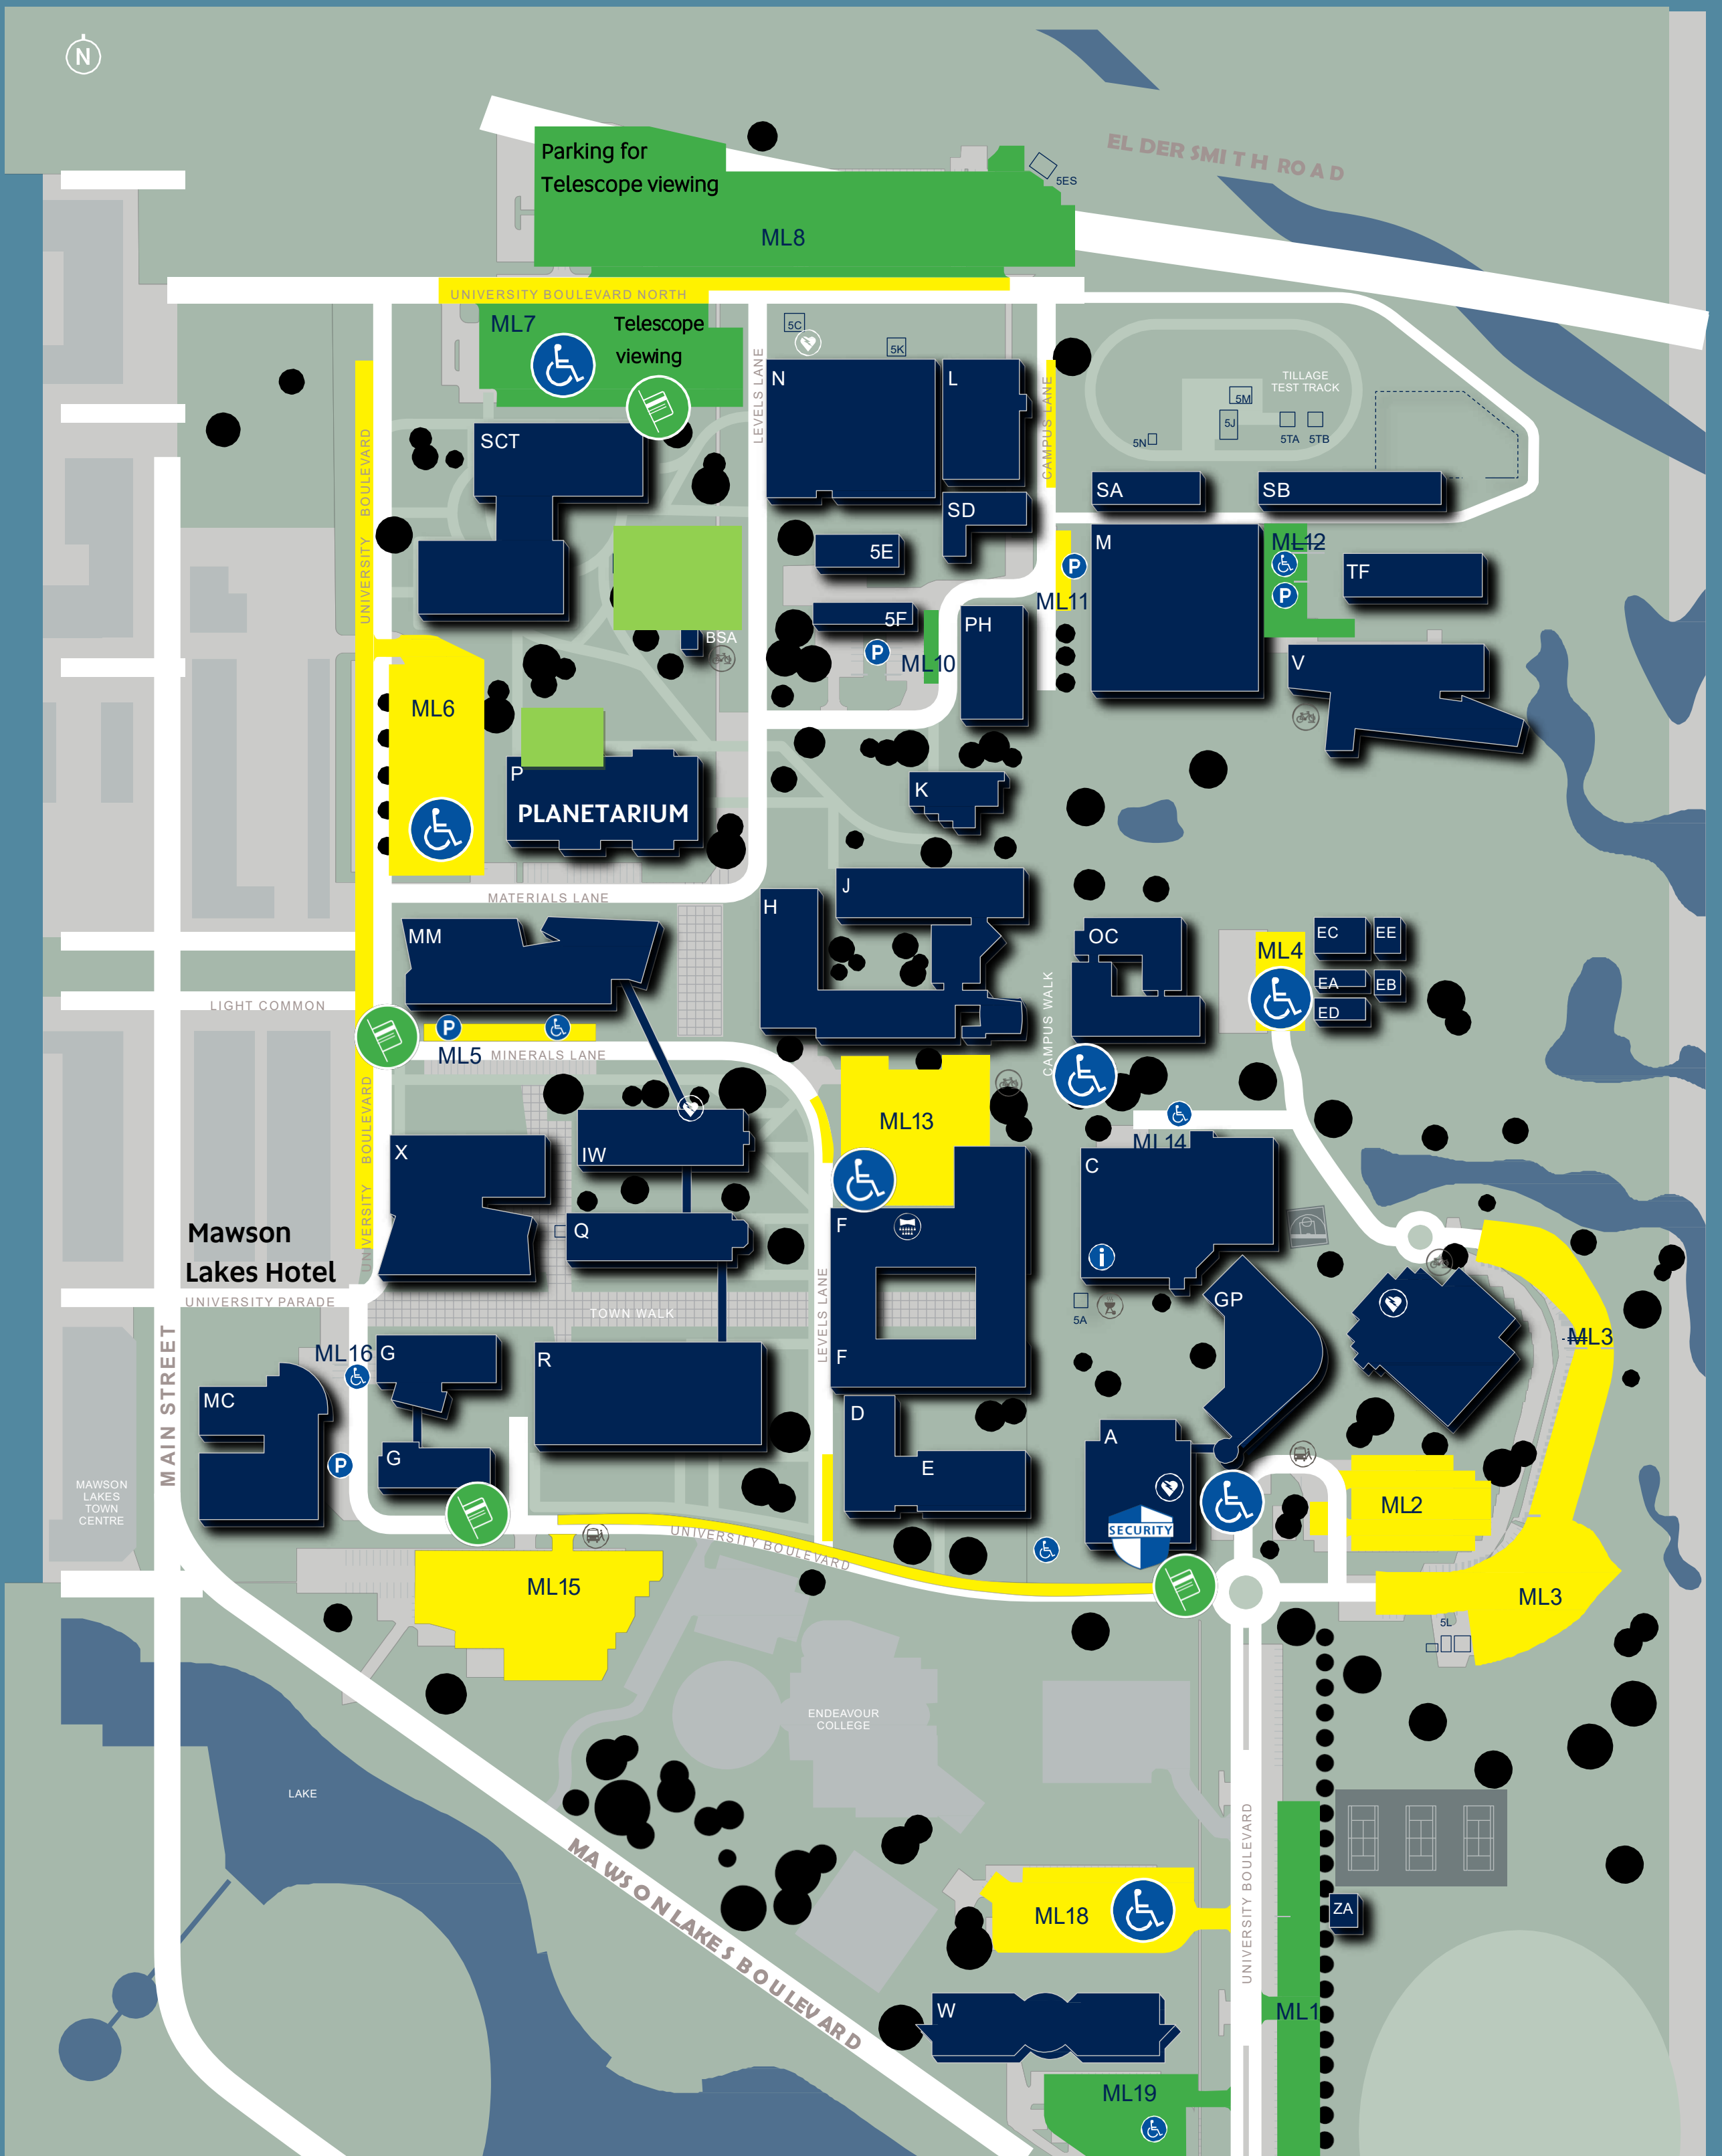 N
ELDER SMITH ROAD
Parking for
Telescope viewing
5ES
ML8
UNIVERSITY BOULEVARD NORTH
ML7
Telescope
viewing
5C
5K
LEVELS LANE
N
L
CAMPUS LANE
TILLAGE
TEST TRACK
5M
5J
5N
5TA
5TB
SCT
UNIVERSITY BOULEVARD
SA
SB
SD
M
ML12
5E
TF
ML11
5F
PH
BSA
ML10
V
ML6
P
PLANETARIUM
K
MATERIALS LANE
J
H
MM
OC
ML4
EC
EE
EA
EB
ED
LIGHT COMMON
CAMPUS WALK
P
ML5
MINERALS LANE
UNIVERSITY BOULEVARD
ML13
ML14
X
IW
C
Q
F
UNIVERSITY
BOULEVARD
Mawson
Lakes Hotel
UNIVERSITY PARADE
TOWN WALK
LEVELS LANE
i
5A
GP
ML3
MAIN STREET
ML16
G
R
F
MC
D
A
G
P
E
MAWSON
LAKES
TOWN
CENTRE
ML2
SECURITY
UNIVERSITY BOULEVARD
ML15
ML3
5L
ENDEAVOUR
COLLEGE
LAKE
MAWSON LAKES BOULEVARD
UNIVERSITY BOULEVARD
ML18
ZA
W
ML1
ML19
P
P
P